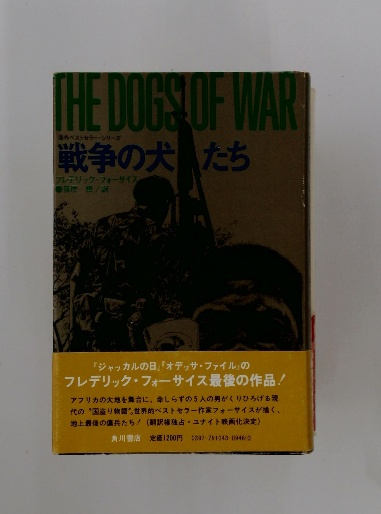 THE DOGS OF WAR
海外ベストセラー・シリーズ
戦争の犬たち
フレデリック・フォーサイス
●篠原 慎／訳
『ジャッカルの日』『オデッサ・ファイル』の
フレデリック・フォーサイス最後の作品！
アフリカの大地を舞台に、命しらずの5人の男がくりひろげる現
代の“国盗り物語”。世界的ベストセラー作家フォーサイスが描く、
地上最後の傭兵たち！（翻訳権独占・ユナイト映画化決定）
角川書店 定価1200円